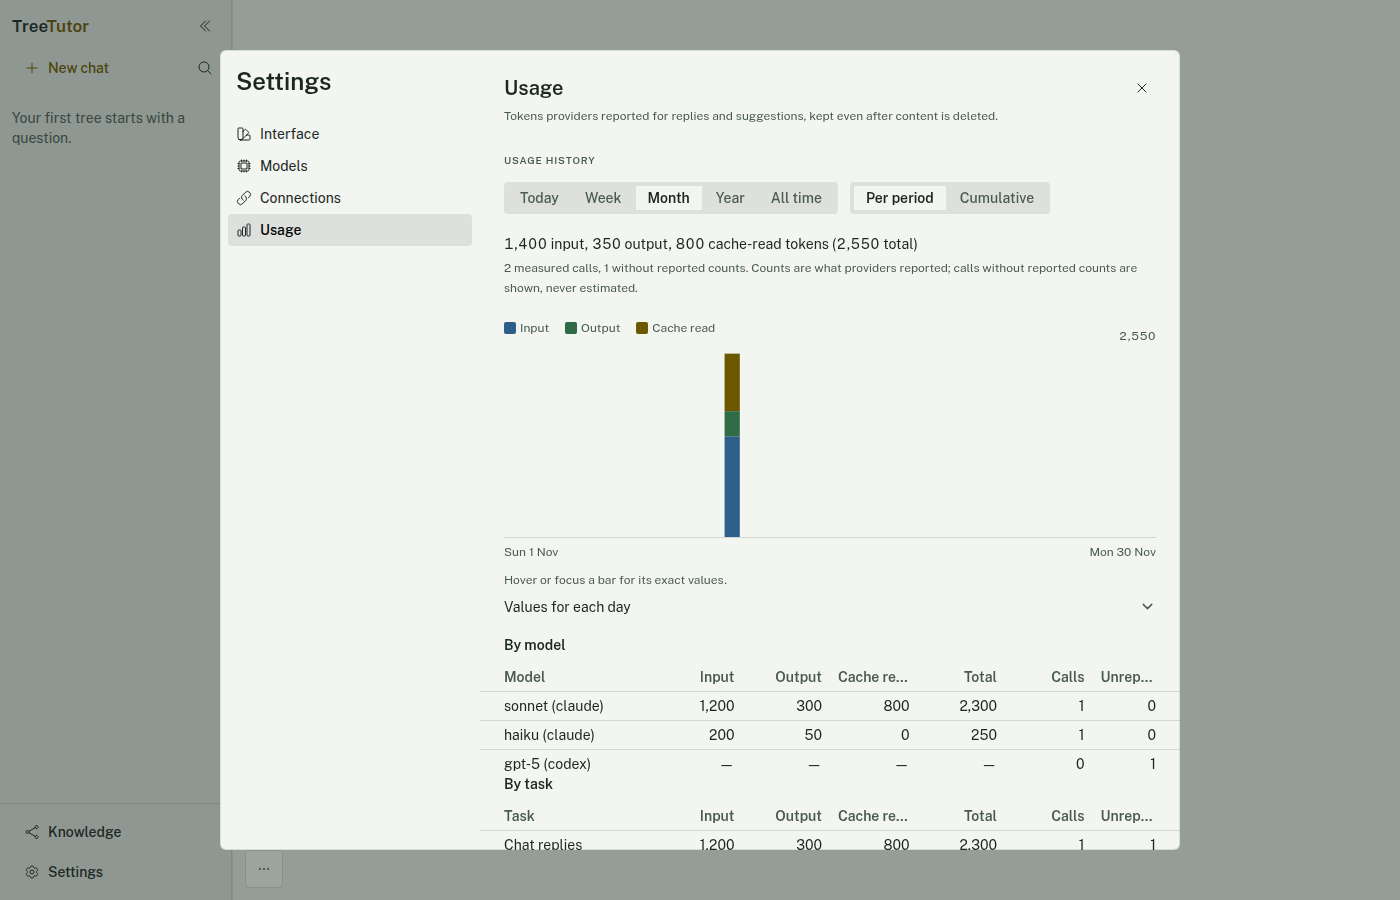 TreeTutor
New chat
Your first tree starts with a
question.
Knowledge
Settings
Settings
Interface
Models
Connections
Usage
Usage
Tokens providers reported for replies and suggestions, kept even after content is deleted.
USAGE HISTORY
Today Week Month Year All time Per period Cumulative
1,400 input, 350 output, 800 cache-read tokens (2,550 total)
2 measured calls, 1 without reported counts. Counts are what providers reported; calls without reported counts are
shown, never estimated.
Input Output Cache read
2,550
Sun 1 Nov Mon 30 Nov
Hover or focus a bar for its exact values.
Values for each day
By model
Model Input Output Cache re... Total Calls Unrep...
sonnet (claude) 1,200 300 800 2,300 1 0
haiku (claude) 200 50 0 250 1 0
gpt-5 (codex) — — — — 0 1
By task
Task Input Output Cache re... Total Calls Unrep...
Chat replies 1,200 300 800 2,300 1 1